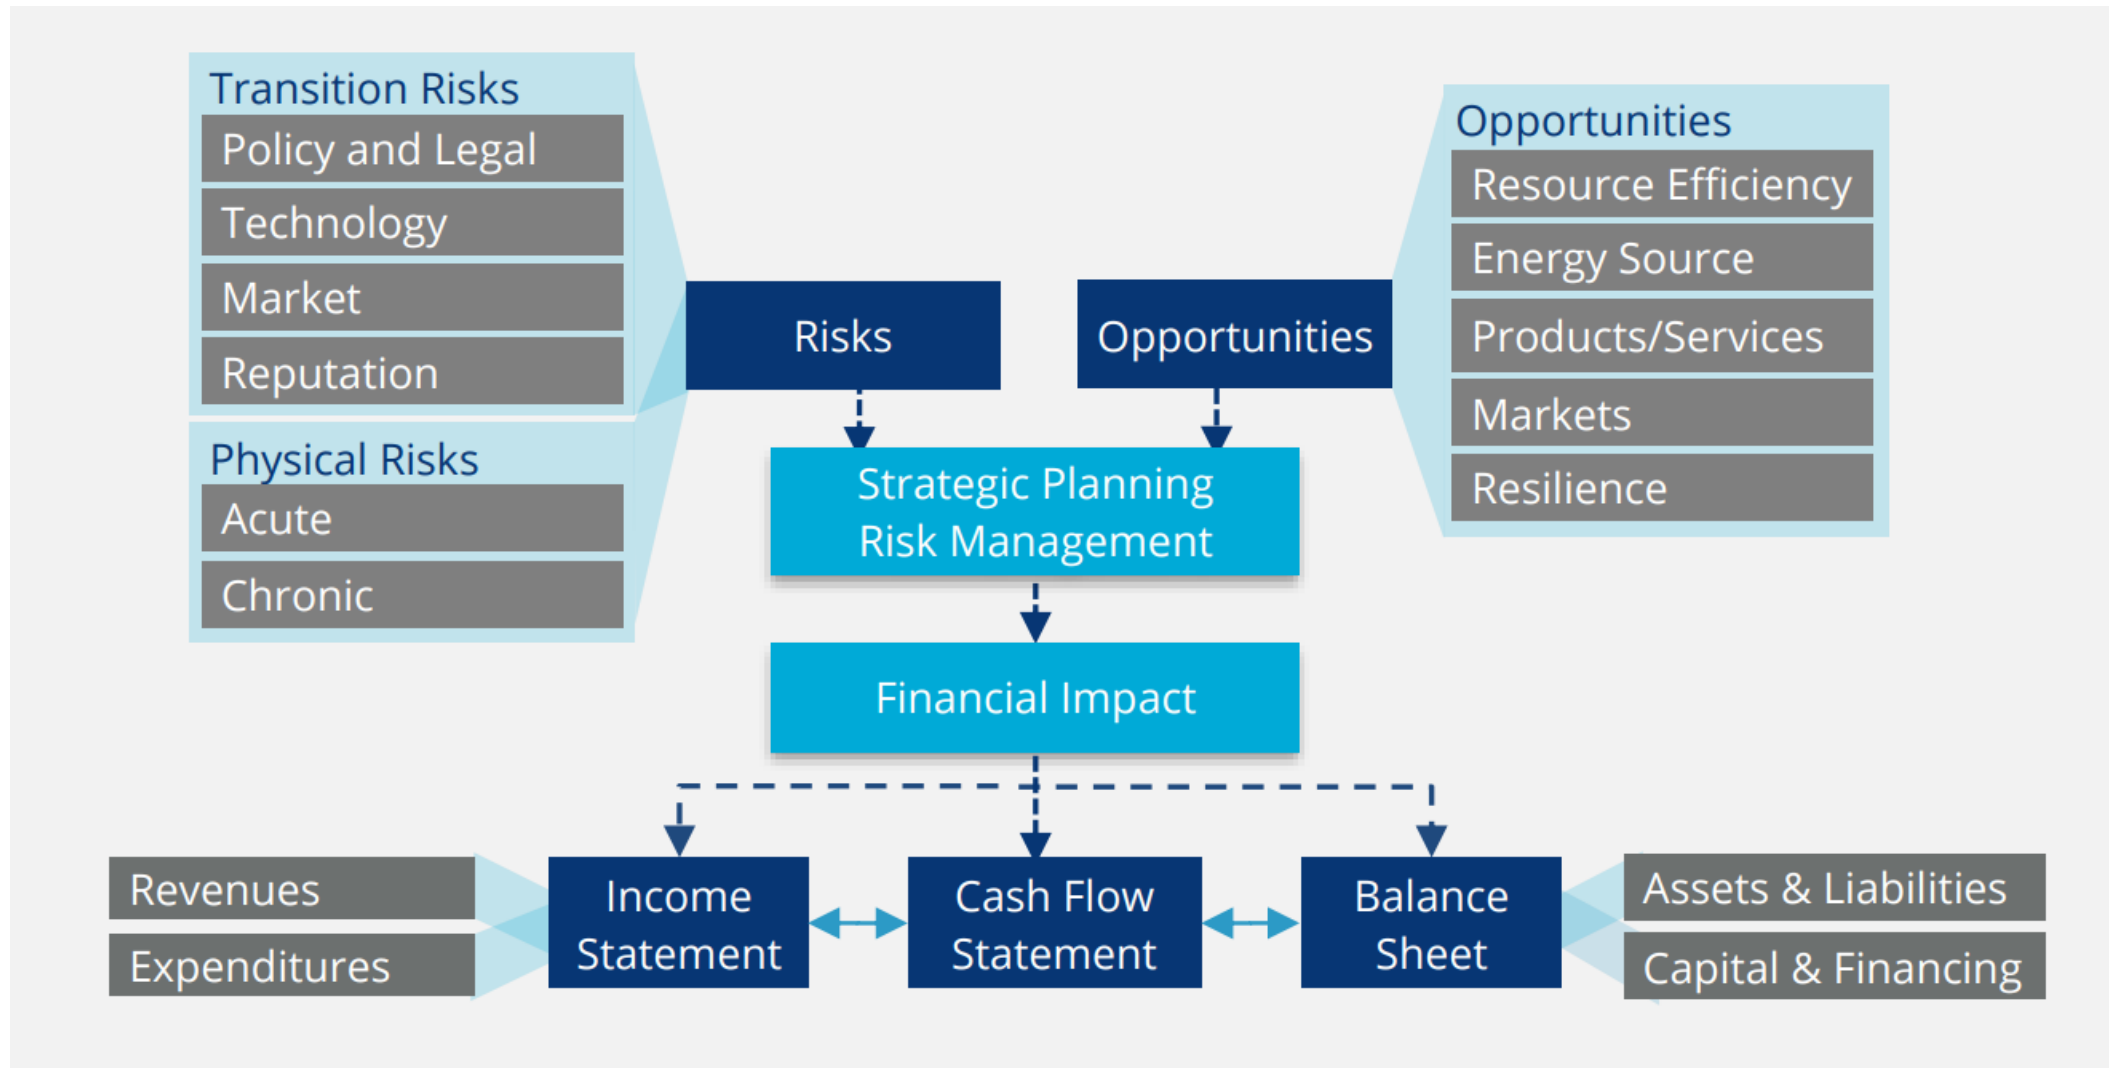 Transition Risks
Policy and Legal
Technology
Market
Reputation
Physical Risks
Acute
Chronic
Risks
Opportunities
Opportunities
Resource Efficiency
Energy Source
Products/Services
Markets
Resilience
Strategic Planning
Risk Management
Financial Impact
Revenues
Expenditures
Income
Statement
Cash Flow
Statement
Balance
Sheet
Assets & Liabilities
Capital & Financing